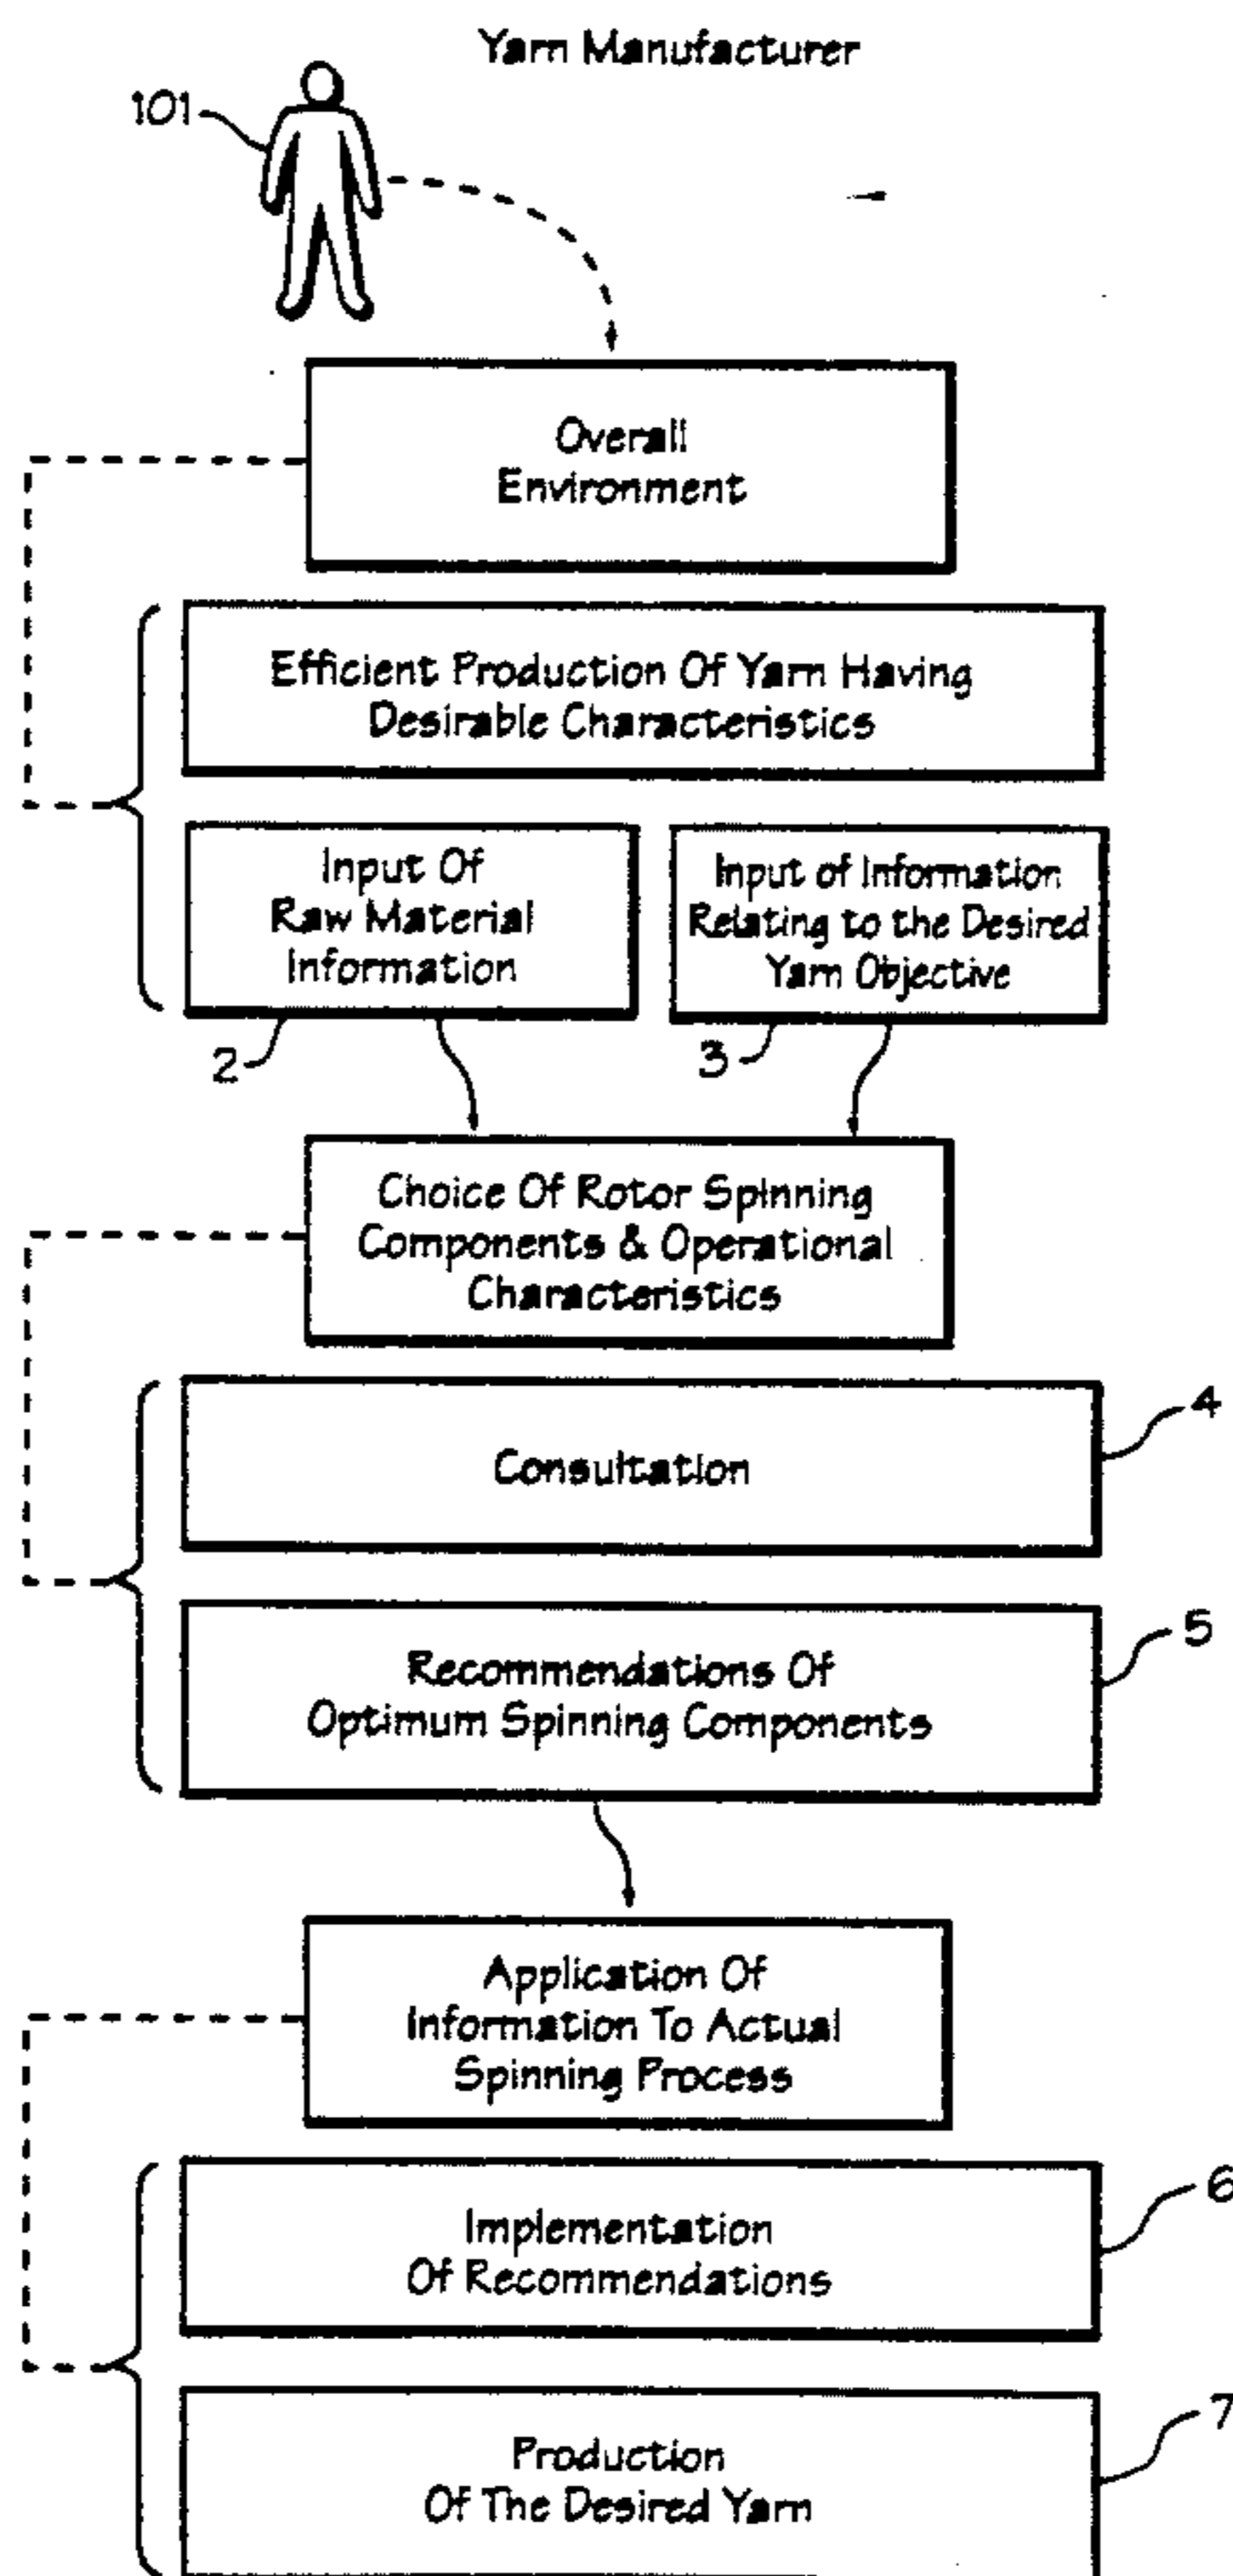 Yarn Manufacturer
101
Overall
Environment
Efficient Production Of Yarn Having
Desirable Characteristics
Input Of
Raw Material
Information
Input of Information
Relating to the Desired
Yarn Objective
2
3
Choice Of Rotor Spinning
Components & Operational
Characteristics
Consultation
4
Recommendations Of
Optimum Spinning Components
5
Application Of
Information To Actual
Spinning Process
Implementation
Of Recommendations
6
Production
Of The Desired Yarn
7